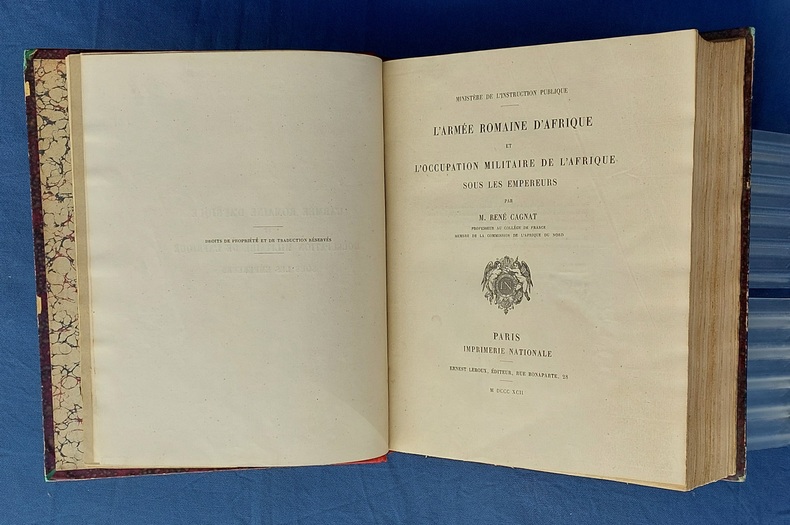 DROITS DE PROPRIÉTÉ ET DE TRADUCTION RÉSERVÉS
MINISTÈRE DE L'INSTRUCTION PUBLIQUE
L'ARMÉE ROMAINE D'AFRIQUE
ET
L'OCCUPATION MILITAIRE DE L'AFRIQUE
SOUS LES EMPEREURS
PAR
M. RENÉ CAGNAT
PROFESSEUR AU COLLÈGE DE FRANCE
MEMBRE DE LA COMMISSION DE L'AFRIQUE DU NORD
PARIS
IMPRIMERIE NATIONALE
ERNEST LEROUX, ÉDITEUR, RUE BONAPARTE, 28
M DCCC XCII